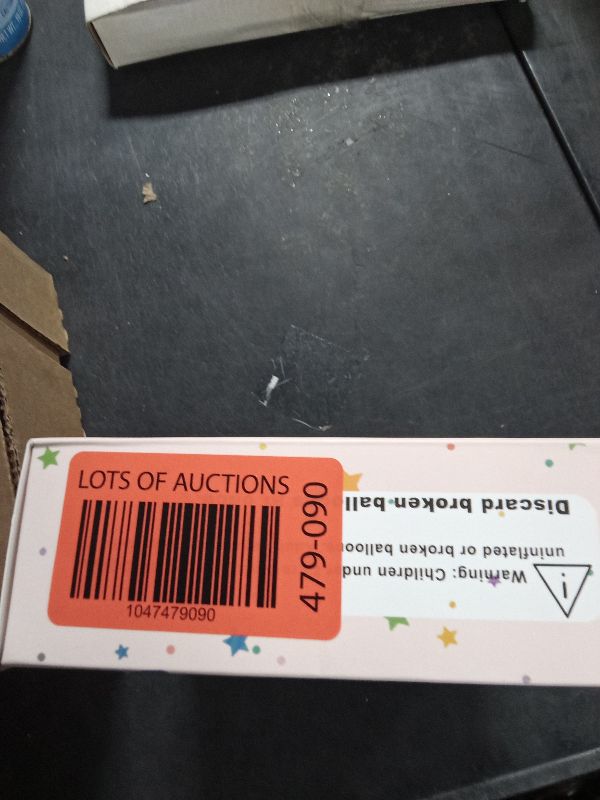 LOTS OF AUCTIONS
1047479090
479-090
Warning: Children und
uninflated or broken balloo
Discard broken ball